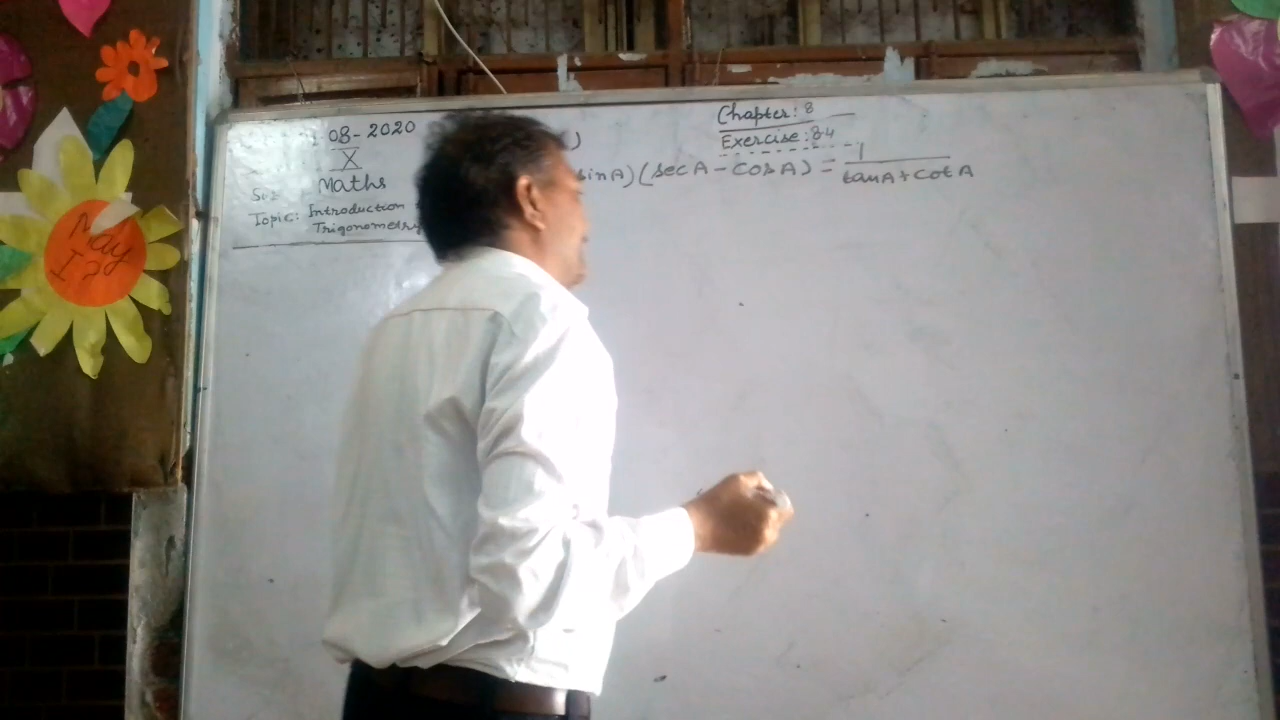 08-2020
X
Maths
Topic: Introduction
Trigonometry
)
Chapter: 8
Exercise: 8.4
sinA) (secA - cosA) = 1
tanA + cotA
May
I ?